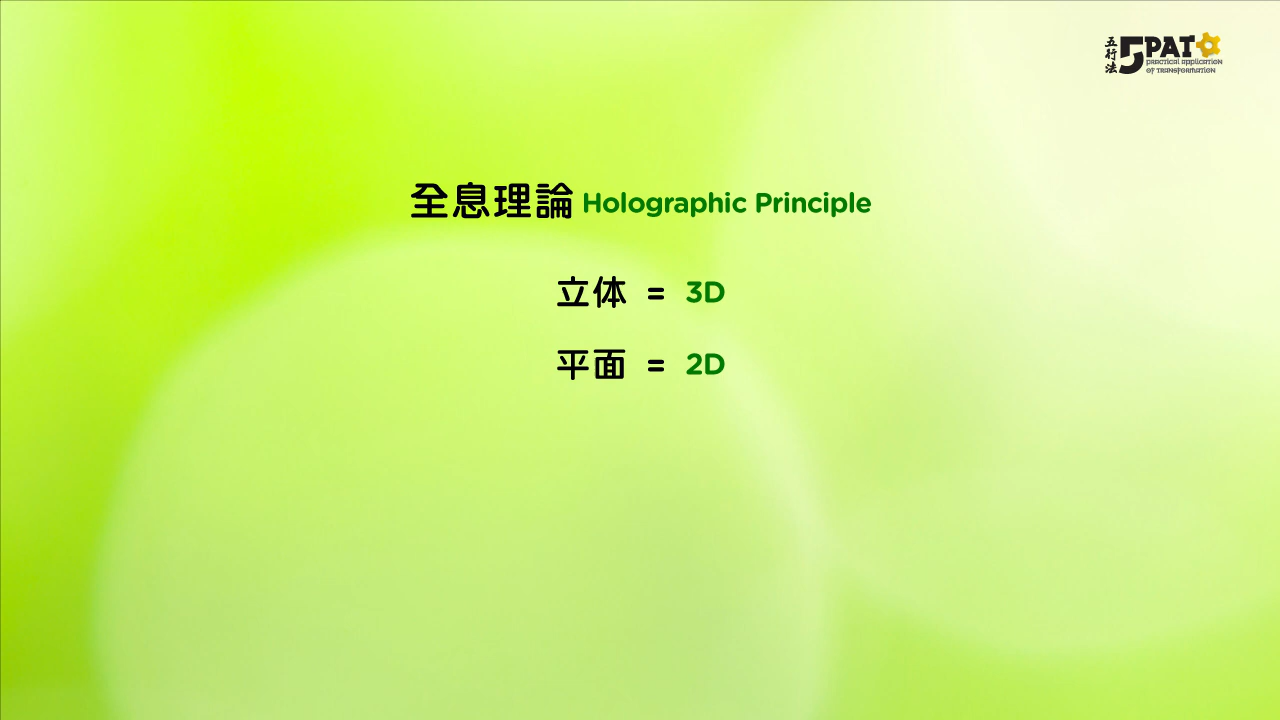 五行法 5PAT
PRACTICAL APPLICATION
OF TRANSFORMATION
全息理論 Holographic Principle
立体 = 3D
平面 = 2D